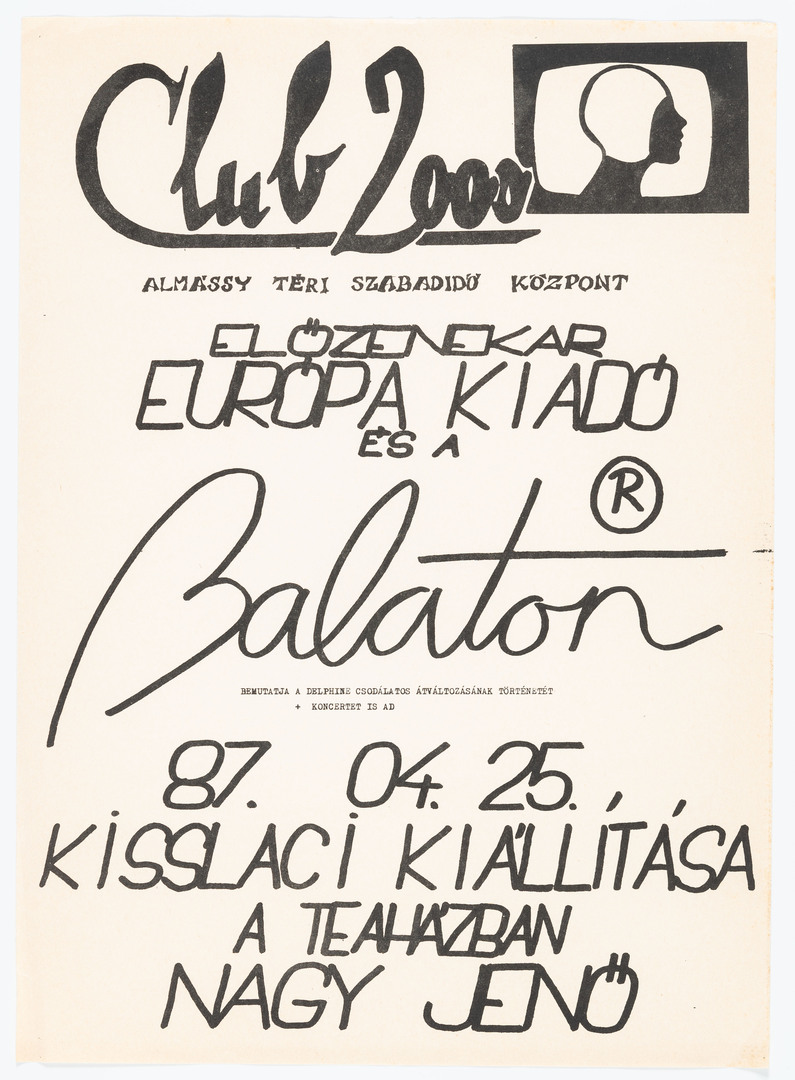 Club 2000
ALMÁSSY TÉRI SZABADIDŐ KÖZPONT
ELŐZENEKAR
EURÓPA KIADÓ
ÉS A
Balaton ®
BEMUTATJA A DELPHINE CSODÁLATOS ÁTVÁLTOZÁSÁNAK TÖRTÉNETÉT
+ KONCERTET IS AD
87. 04. 25.
KISSLACI KIÁLLÍTÁSA
A TEAHÁZBAN
NAGY JENŐ